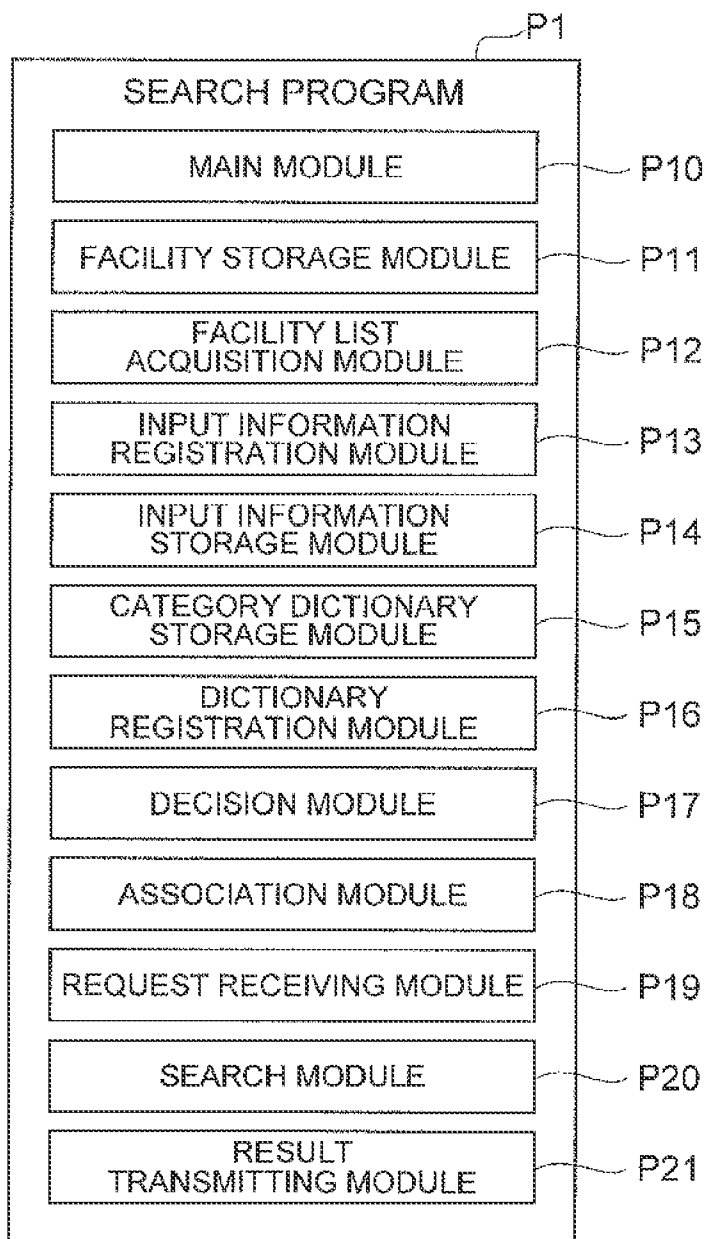 P1
SEARCH PROGRAM
MAIN MODULE
P10
FACILITY STORAGE MODULE
P11
FACILITY LIST
ACQUISITION MODULE
P12
INPUT INFORMATION
REGISTRATION MODULE
P13
INPUT INFORMATION
STORAGE MODULE
P14
CATEGORY DICTIONARY
STORAGE MODULE
P15
DICTIONARY
REGISTRATION MODULE
P16
DECISION MODULE
P17
ASSOCIATION MODULE
P18
REQUEST RECEIVING MODULE
P19
SEARCH MODULE
P20
RESULT
TRANSMITTING MODULE
P21